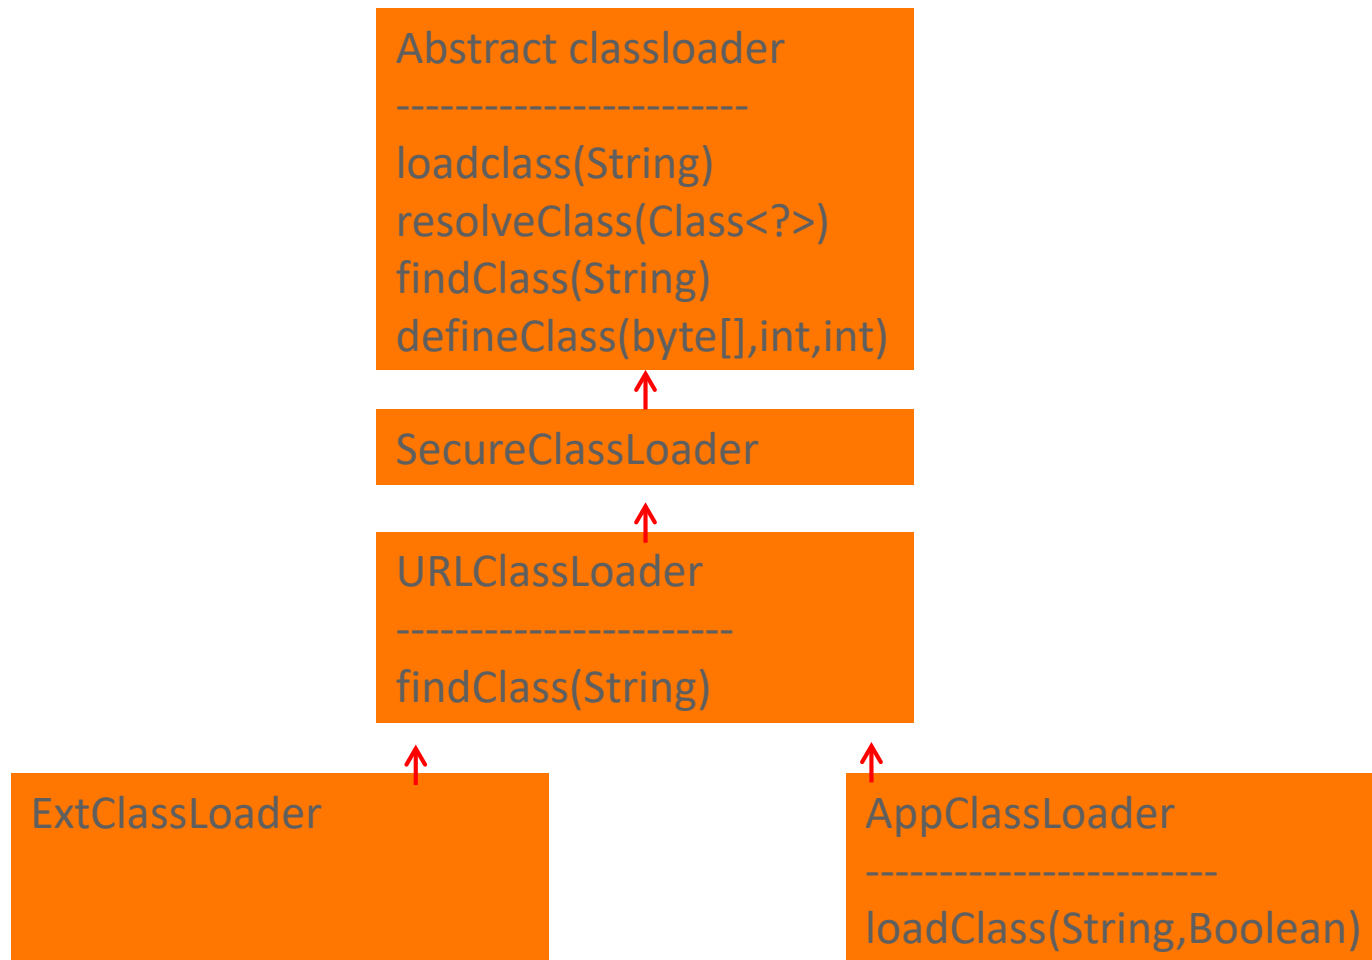 Abstract classloader
------------------------
loadclass(String)
resolveClass(Class<?>)
findClass(String)
defineClass(byte[],int,int)
SecureClassLoader
URLClassLoader
-----------------------
findClass(String)
ExtClassLoader
AppClassLoader
------------------------
loadClass(String,Boolean)